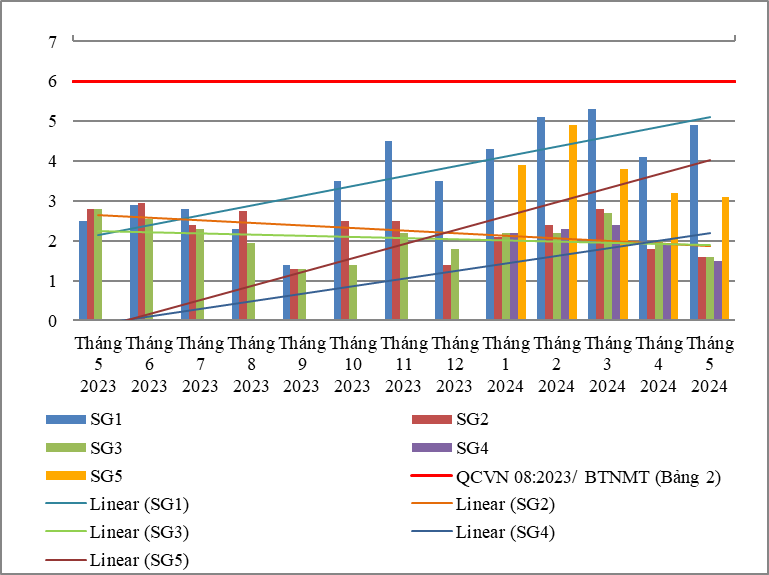 7
6
5
4
3
2
1
0
Tháng Tháng Tháng Tháng Tháng Tháng Tháng Tháng Tháng Tháng Tháng Tháng Tháng
5 6 7 8 9 10 11 12 1 2 3 4 5
2023 2023 2023 2023 2023 2023 2023 2023 2024 2024 2024 2024 2024
SG1 SG2
SG3 SG4
SG5 QCVN 08:2023/ BTNMT (Bảng 2)
Linear (SG1) Linear (SG2)
Linear (SG3) Linear (SG4)
Linear (SG5)